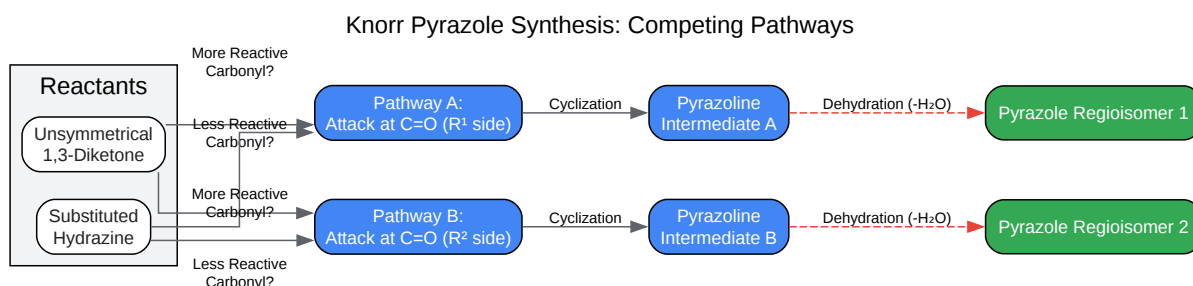 Knorr Pyrazole Synthesis: Competing Pathways
Reactants
Unsymmetrical
1,3-Diketone
Substituted
Hydrazine
More Reactive
Carbonyl?
Less Reactive
Carbonyl?
More Reactive
Carbonyl?
Less Reactive
Carbonyl?
Pathway A:
Attack at C=O (R¹ side)
Cyclization
Pyrazoline
Intermediate A
Dehydration (-H₂O)
Pyrazole Regioisomer 1
Pathway B:
Attack at C=O (R² side)
Cyclization
Pyrazoline
Intermediate B
Dehydration (-H₂O)
Pyrazole Regioisomer 2